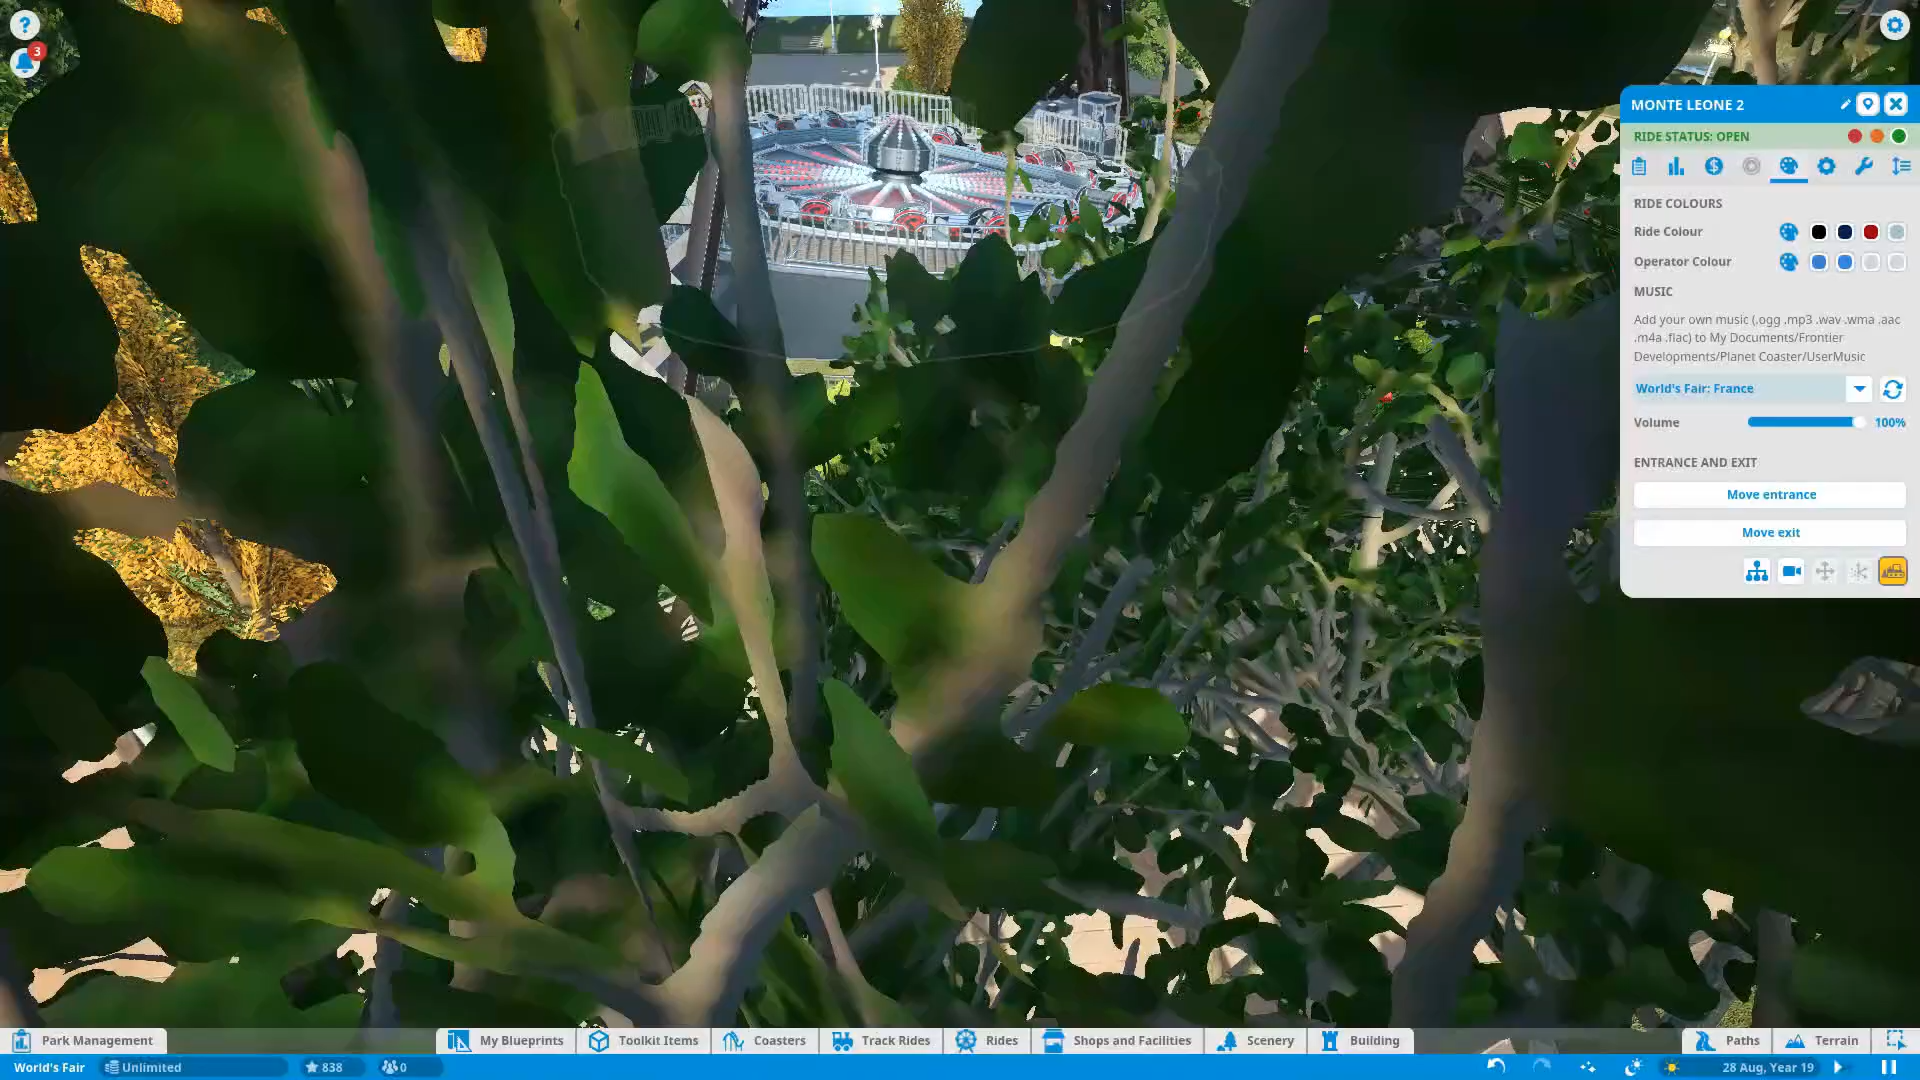 ?
3
MONTE LEONE 2
RIDE STATUS: OPEN
RIDE COLOURS
Ride Colour
Operator Colour
MUSIC
Add your own music (.ogg .mp3 .wav .wma .aac
.m4a .flac) to My Documents/Frontier
Developments/Planet Coaster/UserMusic
World's Fair: France
Volume 100%
ENTRANCE AND EXIT
Move entrance
Move exit
Park Management My Blueprints Toolkit Items Coasters Track Rides Rides Shops and Facilities Scenery Building Paths Terrain
World's Fair Unlimited 838 0 28 Aug, Year 19